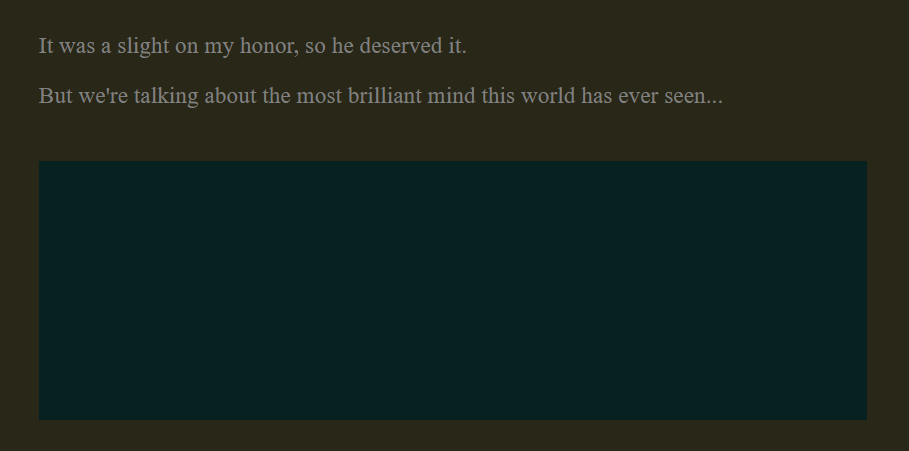 It was a slight on my honor, so he deserved it.
But we're talking about the most brilliant mind this world has ever seen...